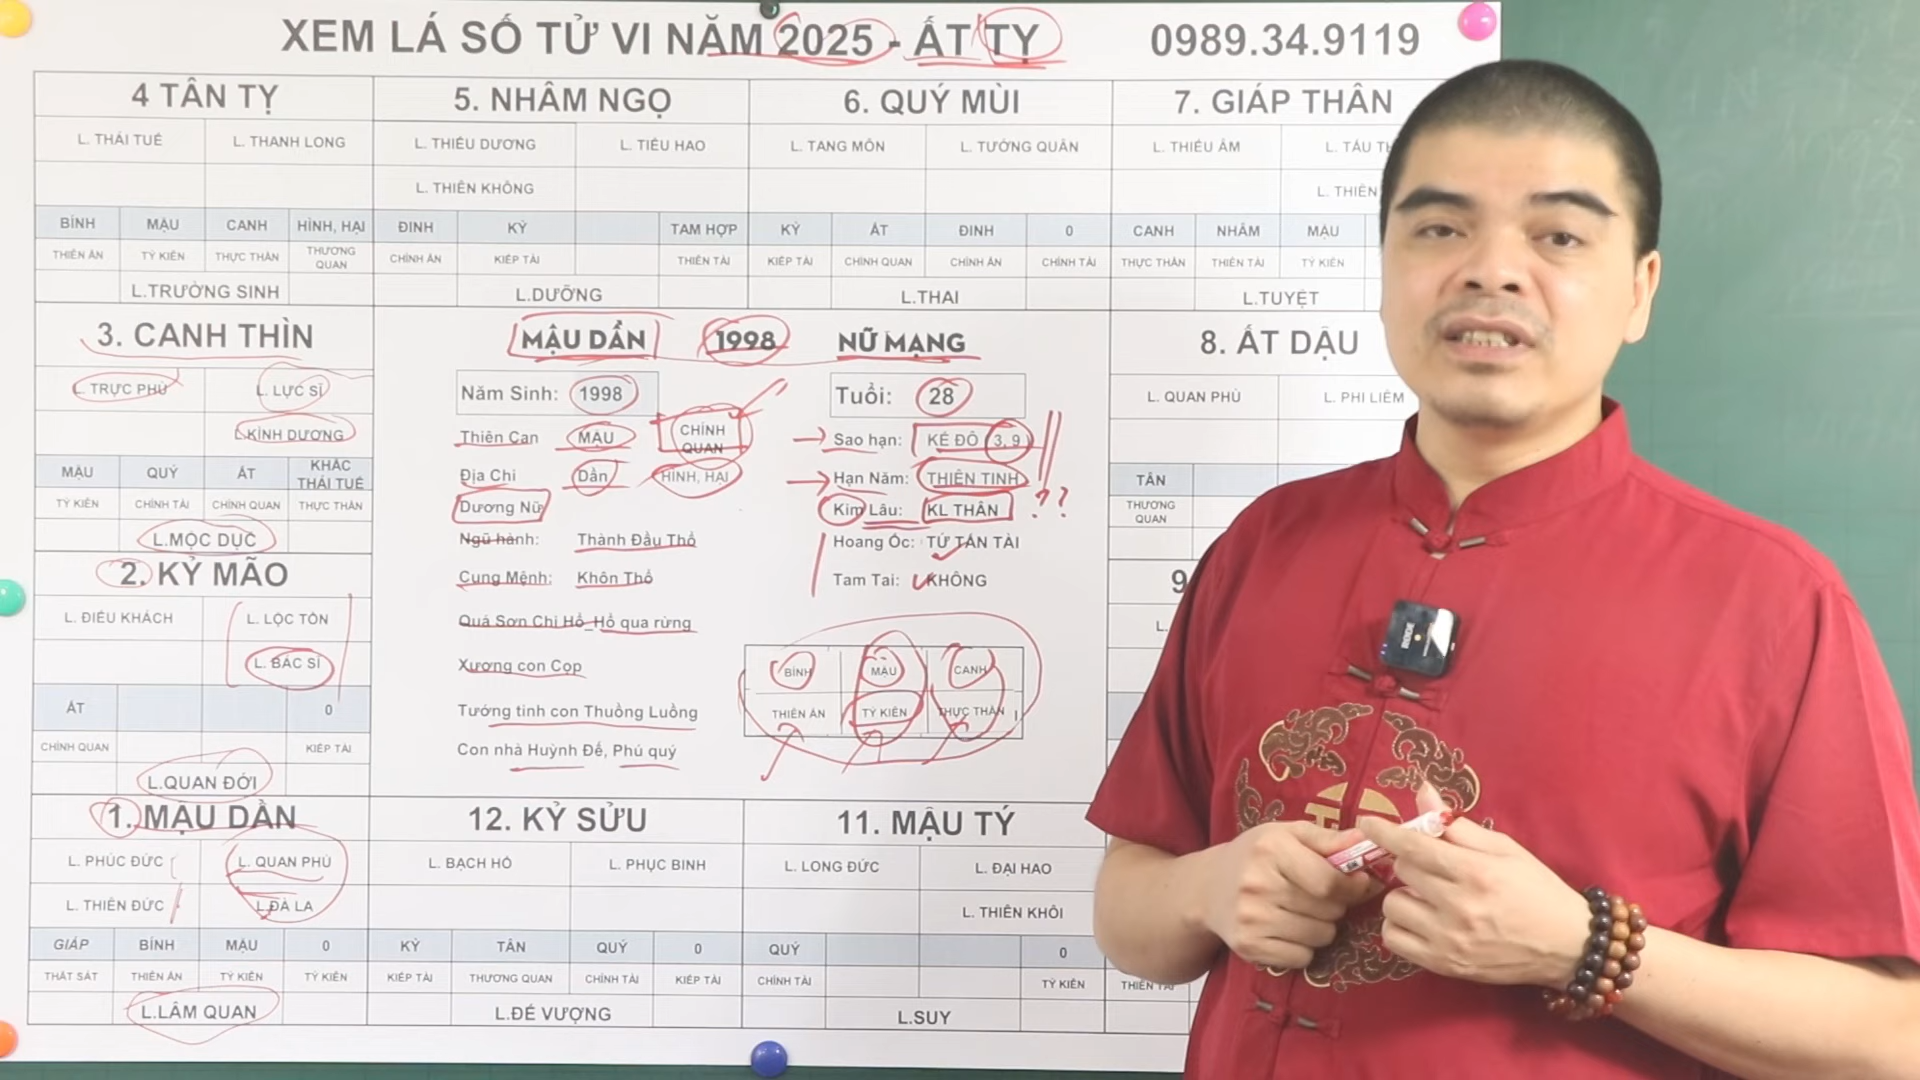 XEM LÁ SỐ TỬ VI NĂM 2025 - ẤT TỴ 0989.34.9119
4 TÂN TỴ 5. NHÂM NGỌ 6. QUÝ MÙI 7. GIÁP THÂN
L. THÁI TUẾ L. THANH LONG L. THIẾU DƯƠNG L. TIỂU HAO L. TANG MÔN L. TƯỚNG QUÂN L. THIẾU ÂM
L. THIÊN KHÔNG L. THIÊN
BÍNH MẬU CANH HÌNH, HẠI ĐINH KỶ TAM HỢP KỶ ẤT ĐINH 0 CANH NHÂM MẬU
THIÊN ẤN TỶ KIÊN THỰC THẦN THƯƠNG QUAN CHÍNH ẤN KIẾP TÀI THIÊN TÀI KIẾP TÀI CHÍNH QUAN CHÍNH ẤN CHÍNH TÀI THỰC THẦN THIÊN TÀI TỶ KIÊN
L.TRƯỜNG SINH L.DƯỠNG L.THAI L.TUYỆT
3. CANH THÌN
L. TRỰC PHÙ L. LỰC SĨ
L.KÌNH DƯƠNG
MẬU QUÝ ẤT KHẮC THÁI TUẾ
TỶ KIÊN CHÍNH TÀI CHÍNH QUAN THỰC THẦN
L.MỘC DỤC
2. KỶ MÃO
L. ĐIẾU KHÁCH L. LỘC TỒN
L. BÁC SĨ
ẤT 0
CHÍNH QUAN KIẾP TÀI
L.QUAN ĐỚI
MẬU DẦN 1998 NỮ MẠNG
Năm Sinh: 1998 Tuổi: 28
Thiên Can MẬU CHÍNH QUAN Sao hạn: KẾ ĐÔ (3, 9)
Địa Chi Dần HÌNH, HẠI Hạn Năm: THIÊN TINH
Dương Nữ Kim Lâu: KL THÂN ??
Ngũ hành: Thành Đầu Thổ Hoang Ốc: TỨ TẤN TÀI
Cung Mệnh: Khôn Thổ Tam Tai: KHÔNG
Quá Sơn Chi Hổ_Hổ qua rừng
Xương con Cọp
Tướng tinh con Thuồng Luồng
Con nhà Huỳnh Đế, Phú quý
BÍNH MẬU CANH
THIÊN ẤN TỶ KIÊN THỰC THẦN
8. ẤT DẬU
L. QUAN PHÙ L. PHI LIÊM
TÂN
THƯƠNG QUAN
9
L.
1. MẬU DẦN 12. KỶ SỬU 11. MẬU TÝ
L. PHÚC ĐỨC L. QUAN PHỦ L. BẠCH HỔ L. PHỤC BINH L. LONG ĐỨC L. ĐẠI HAO
L. THIÊN ĐỨC L.ĐÀ LA L. THIÊN KHÔI
GIÁP BÍNH MẬU 0 KỶ TÂN QUÝ 0 QUÝ 0
THẤT SÁT THIÊN ẤN TỶ KIÊN TỶ KIÊN KIẾP TÀI THƯƠNG QUAN CHÍNH TÀI KIẾP TÀI CHÍNH TÀI TỶ KIÊN THIÊN TÀI
L.LÂM QUAN L.ĐẾ VƯỢNG L.SUY
RODE